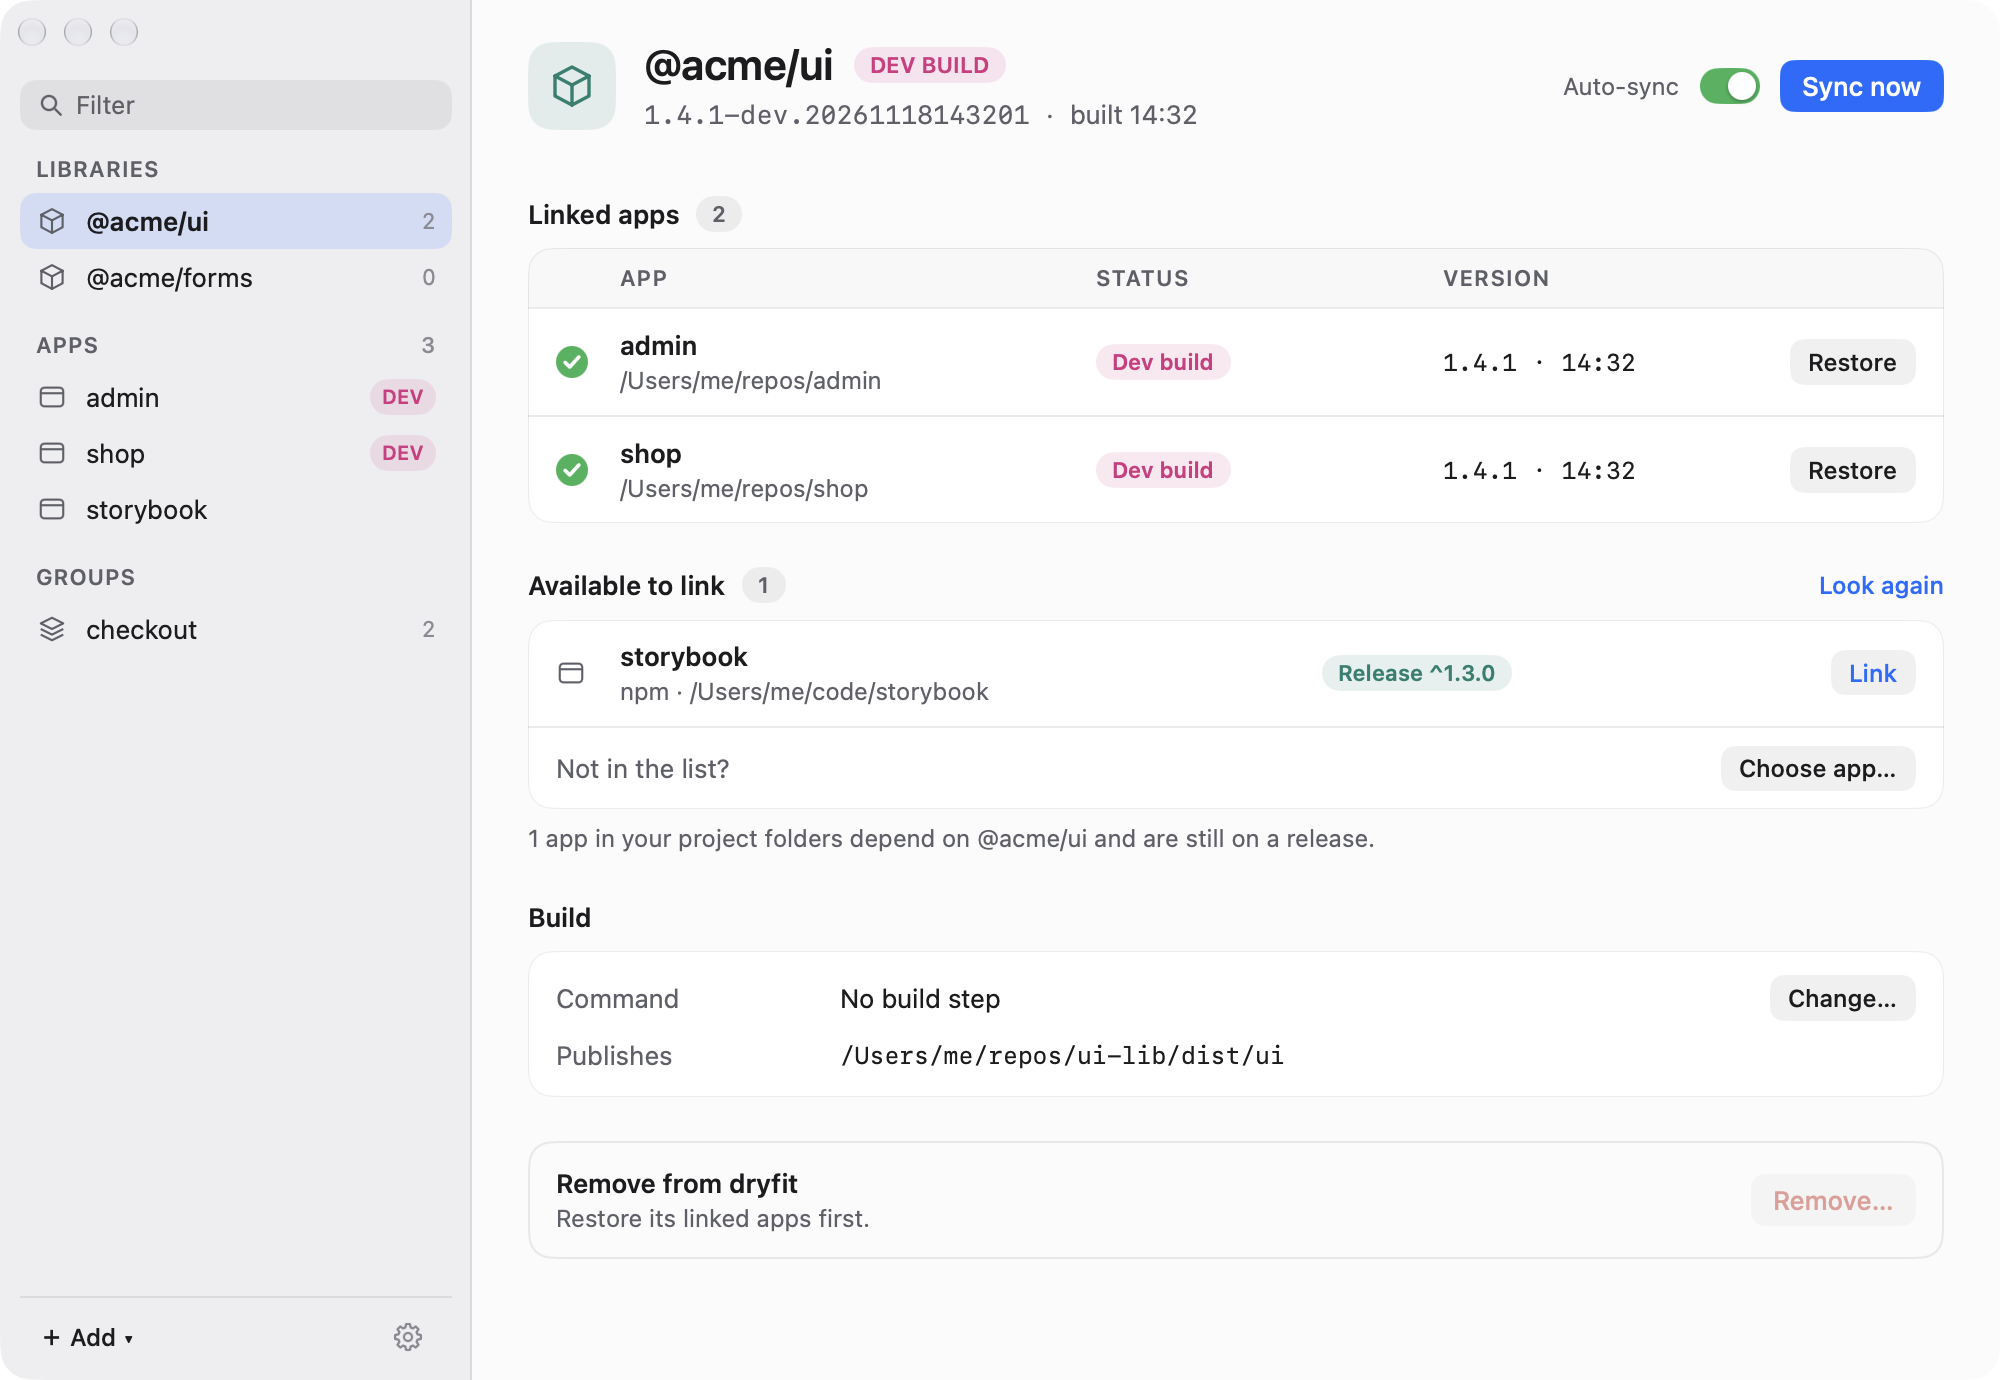 Filter
LIBRARIES
@acme/ui 2
@acme/forms 0
APPS 3
admin DEV
shop DEV
storybook
GROUPS
checkout 2
+ Add ▾
@acme/ui DEV BUILD
1.4.1-dev.20261118143201 · built 14:32
Auto-sync Sync now
Linked apps 2
APP STATUS VERSION
admin
/Users/me/repos/admin
Dev build 1.4.1 · 14:32 Restore
shop
/Users/me/repos/shop
Dev build 1.4.1 · 14:32 Restore
Available to link 1 Look again
storybook
npm · /Users/me/code/storybook
Release ^1.3.0 Link
Not in the list? Choose app...
1 app in your project folders depend on @acme/ui and are still on a release.
Build
Command No build step Change...
Publishes /Users/me/repos/ui-lib/dist/ui
Remove from dryfit
Restore its linked apps first.
Remove...